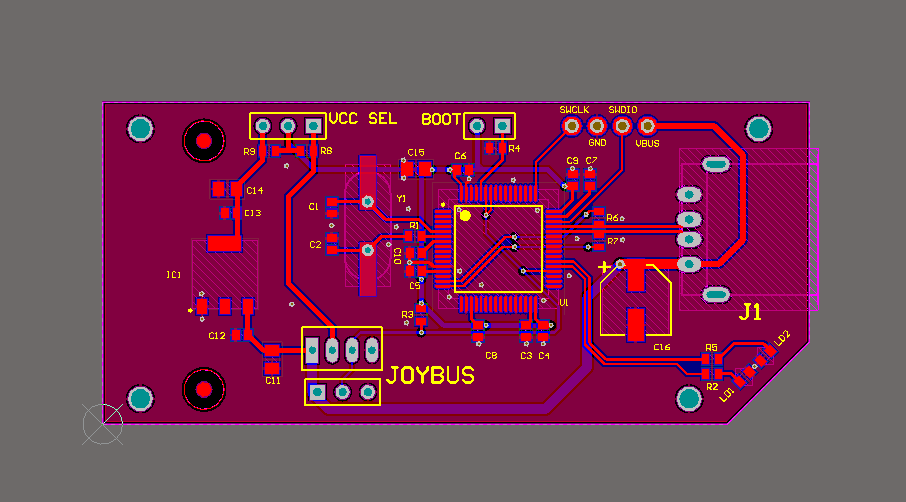 SWCLK
SWDIO
VCC SEL
BOOT
GND
VBUS
R9
R8
R4
C15
C6
C9
C7
C14
Y1
C1
C13
R1
R6
C2
R7
C10
JC1
C5
U1
+
R3
J1
C12
C8
C3
C4
C16
R5
LD2
C11
JOYBUS
R2
LD1